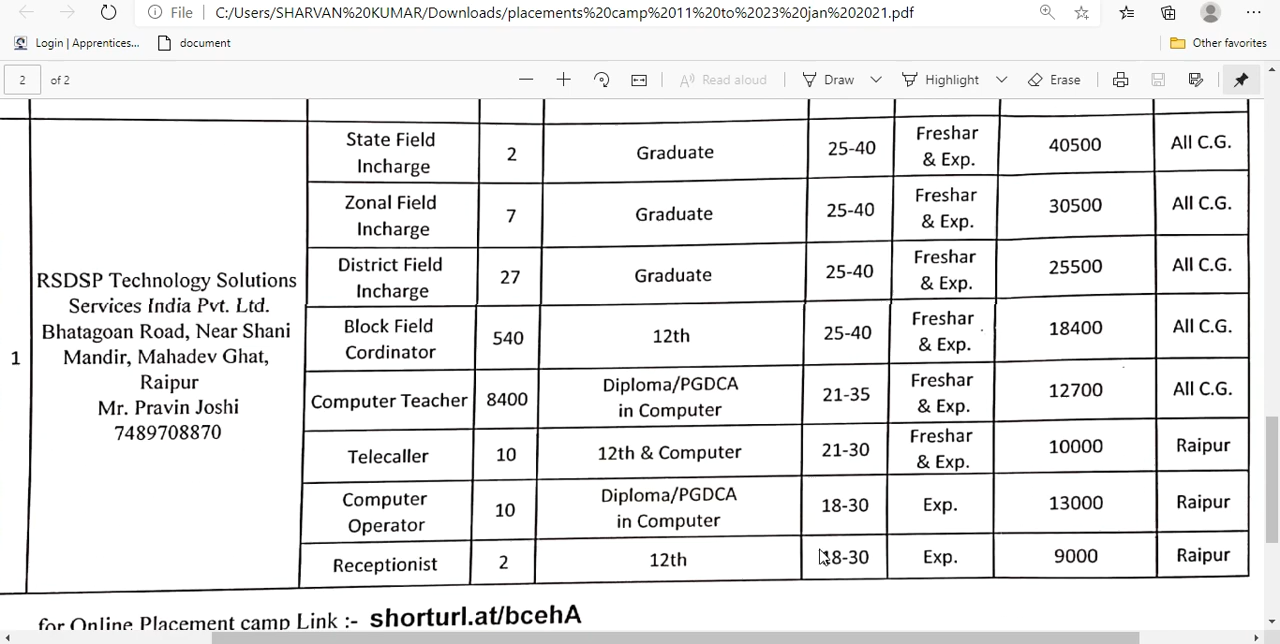 File
C:/Users/SHARVAN%20KUMAR/Downloads/placements%20camp%2011%20to%2023%20jan%202021.pdf
Login | Apprentices...
document
Other favorites
2 of 2
Read aloud
Draw
Highlight
Erase
1
RSDSP Technology Solutions
Services India Pvt. Ltd.
Bhatagoan Road, Near Shani
Mandir, Mahadev Ghat,
Raipur
Mr. Pravin Joshi
7489708870
State Field
Incharge
2
Graduate
25-40
Freshar
& Exp.
40500
All C.G.
Zonal Field
Incharge
7
Graduate
25-40
Freshar
& Exp.
30500
All C.G.
District Field
Incharge
27
Graduate
25-40
Freshar
& Exp.
25500
All C.G.
Block Field
Cordinator
540
12th
25-40
Freshar
& Exp.
18400
All C.G.
Computer Teacher
8400
Diploma/PGDCA
in Computer
21-35
Freshar
& Exp.
12700
All C.G.
Telecaller
10
12th & Computer
21-30
Freshar
& Exp.
10000
Raipur
Computer
Operator
10
Diploma/PGDCA
in Computer
18-30
Exp.
13000
Raipur
Receptionist
2
12th
18-30
Exp.
9000
Raipur
for Online Placement camp Link :- shorturl.at/bcehA